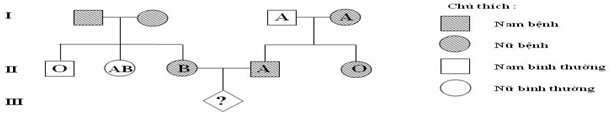 I
A A
Chú thích :
Nam bệnh
Nữ bệnh
II O AB B A O
Nam bình thường
III ?
Nữ bình thường